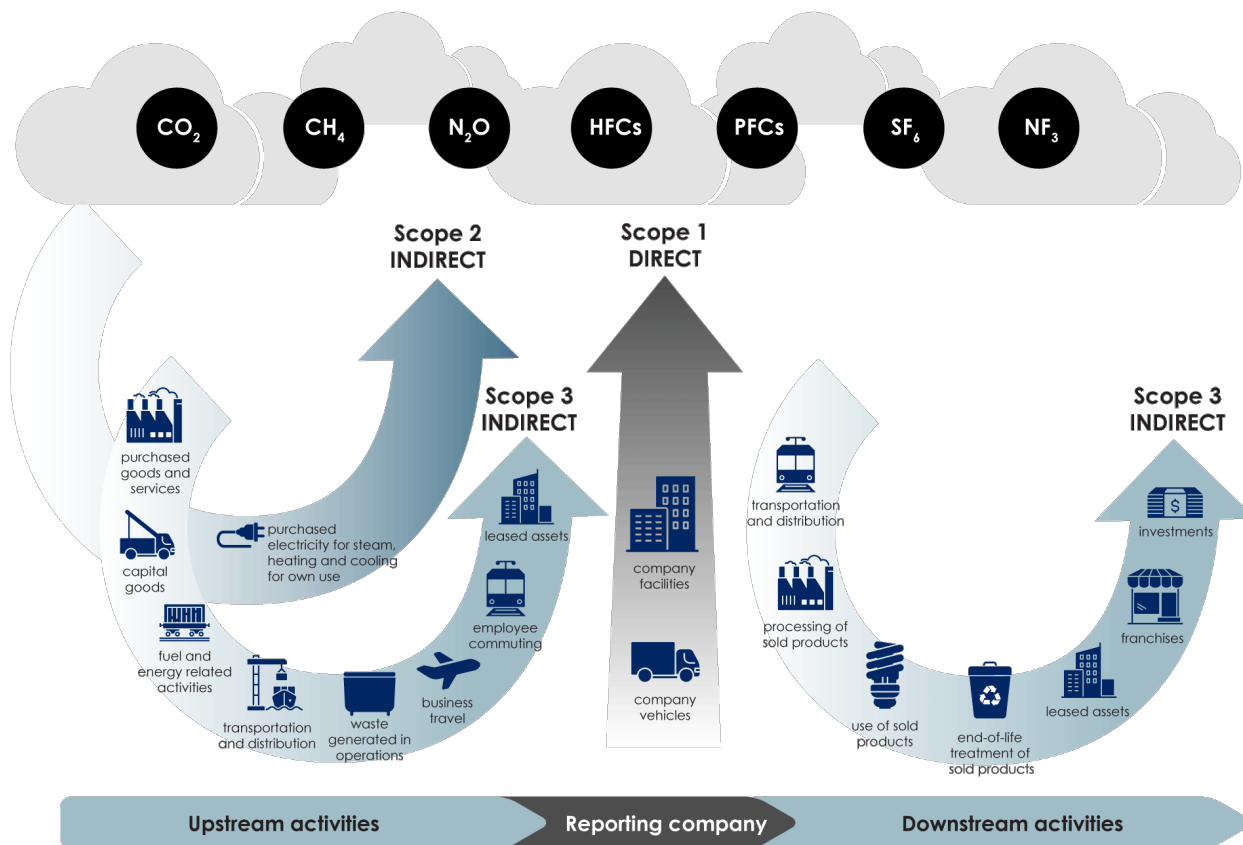 CO₂
CH₄
N₂O
HFCs
PFCs
SF₆
NF₃
Scope 2
INDIRECT
Scope 1
DIRECT
Scope 3
INDIRECT
Scope 3
INDIRECT
purchased
goods and
services
capital
goods
fuel and
energy related
activities
transportation
and distribution
waste
generated in
operations
business
travel
employee
commuting
leased assets
purchased
electricity for steam,
heating and cooling
for own use
company
facilities
company
vehicles
transportation
and distribution
processing of
sold products
use of sold
products
end-of-life
treatment of
sold products
leased assets
franchises
$
investments
Upstream activities
Reporting company
Downstream activities